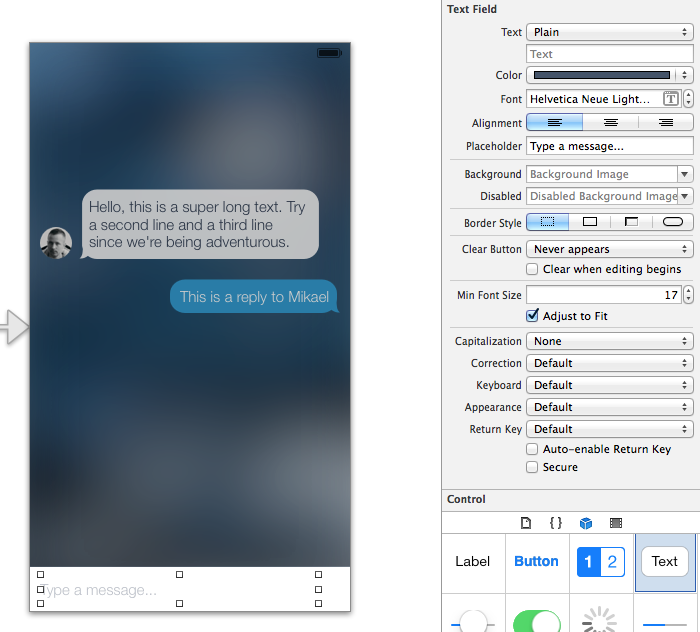 Hello, this is a super long text. Try
a second line and a third line
since we're being adventurous.
This is a reply to Mikael
Type a message...
Text Field
Text Plain
Text
Color
Font Helvetica Neue Light... T
Alignment
Placeholder Type a message...
Background Background Image
Disabled Disabled Background Image
Border Style
Clear Button Never appears
Clear when editing begins
Min Font Size 17
Adjust to Fit
Capitalization None
Correction Default
Keyboard Default
Appearance Default
Return Key Default
Auto-enable Return Key
Secure
Control
{ }
Label Button 1 2 Text